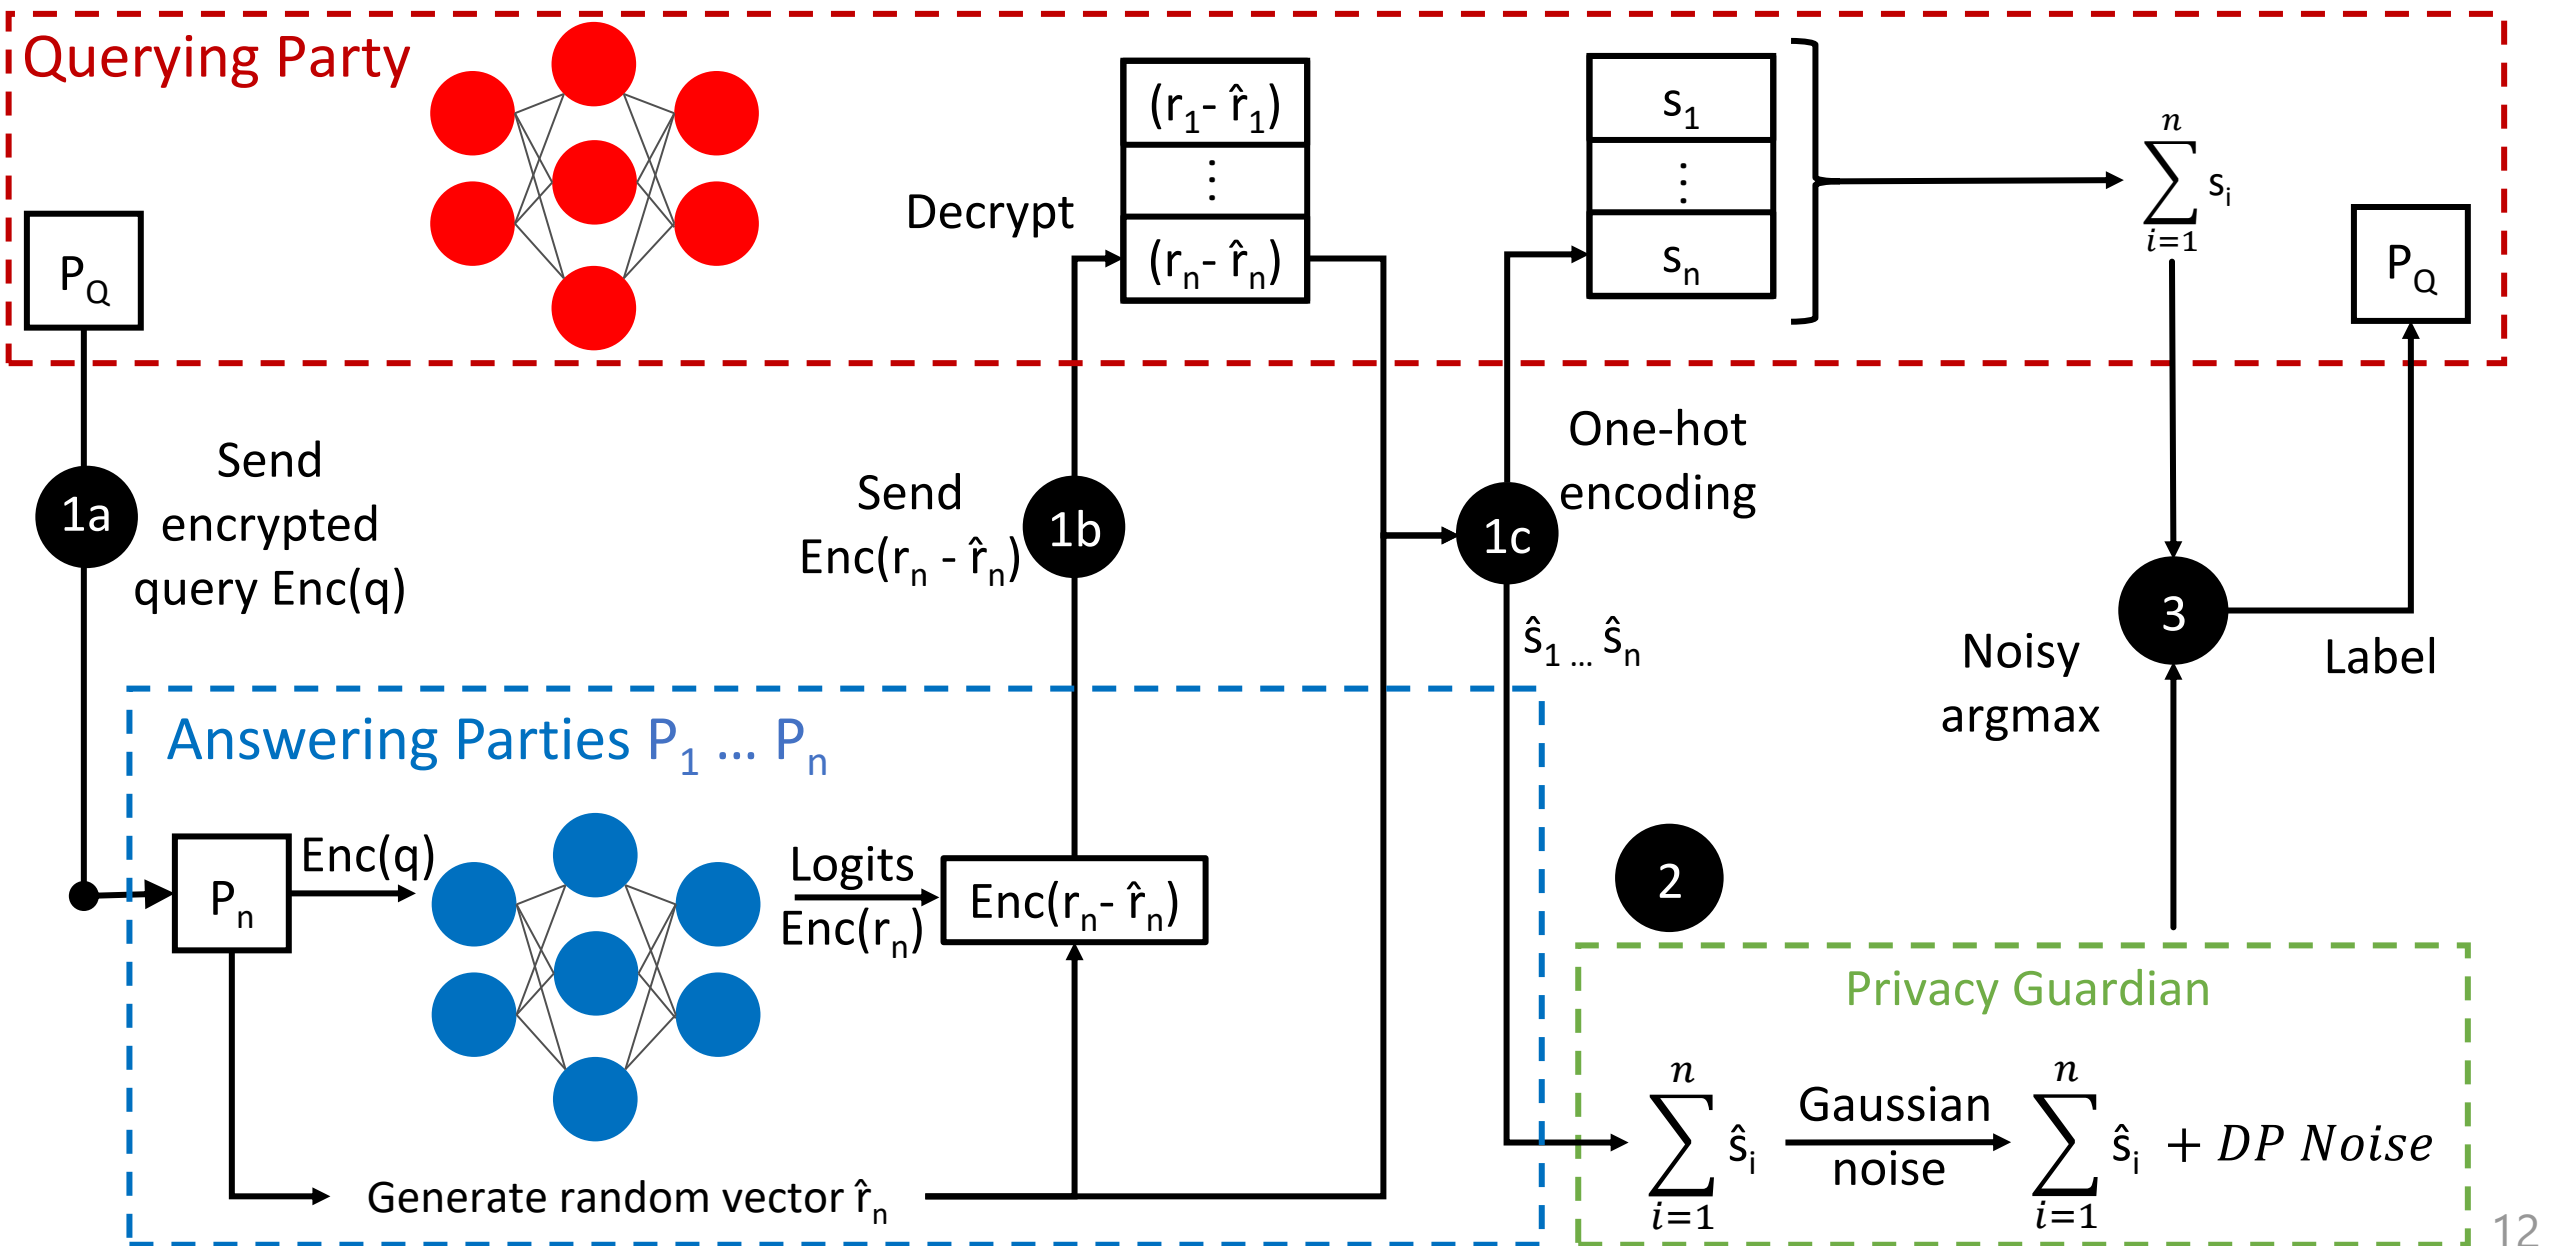 Querying Party
P_Q
Decrypt
(r_1- r̂_1)
⋮
(r_n- r̂_n)
s_1
⋮
s_n
n
∑ s_i
i=1
P_Q
1a
Send
encrypted
query Enc(q)
Send
Enc(r_n - r̂_n)
1b
One-hot
encoding
1c
ŝ_1 ... ŝ_n
3
Noisy
argmax
Label
Answering Parties P_1 ... P_n
P_n
Enc(q)
Logits
Enc(r_n)
Enc(r_n- r̂_n)
Generate random vector r̂_n
2
Privacy Guardian
n
∑ ŝ_i
i=1
Gaussian
noise
n
∑ ŝ_i + DP Noise
i=1
12